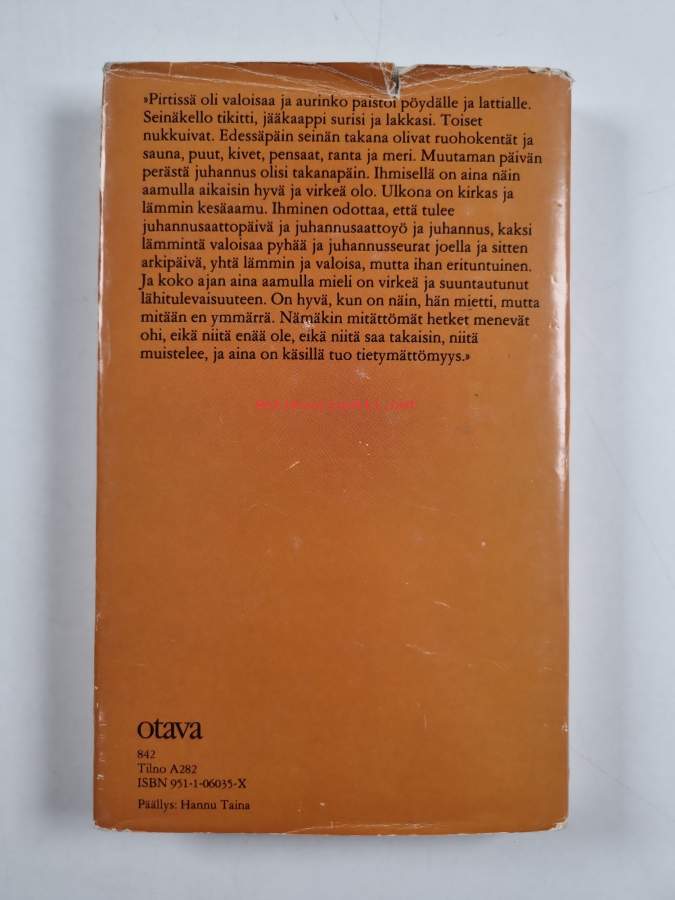 »Pirtissä oli valoisaa ja aurinko paistoi pöydälle ja lattialle.
Seinäkello tikitti, jääkaappi surisi ja lakkasi. Toiset
nukkuivat. Edessäpäin seinän takana olivat ruohokentät ja
sauna, puut, kivet, pensaat, ranta ja meri. Muutaman päivän
perästä juhannus olisi takanapäin. Ihmisellä on aina näin
aamulla aikaisin hyvä ja virkeä olo. Ulkona on kirkas ja
lämmin kesäaamu. Ihminen odottaa, että tulee
juhannusaattopäivä ja juhannusaattoyö ja juhannus, kaksi
lämmintä valoisaa pyhää ja juhannusseurat joella ja sitten
arkipäivä, yhtä lämmin ja valoisa, mutta ihan erituntuinen.
Ja koko ajan aina aamulla mieli on virkeä ja suuntautunut
lähitulevaisuuteen. On hyvä, kun on näin, hän mietti, mutta
mitään en ymmärrä. Nämäkin mitättömät hetket menevät
ohi, eikä niitä enää ole, eikä niitä saa takaisin, niitä
muistelee, ja aina on käsillä tuo tietymättömyys.»
otava
842
Tilno A282
ISBN 951-1-06035-X
Päällys: Hannu Taina